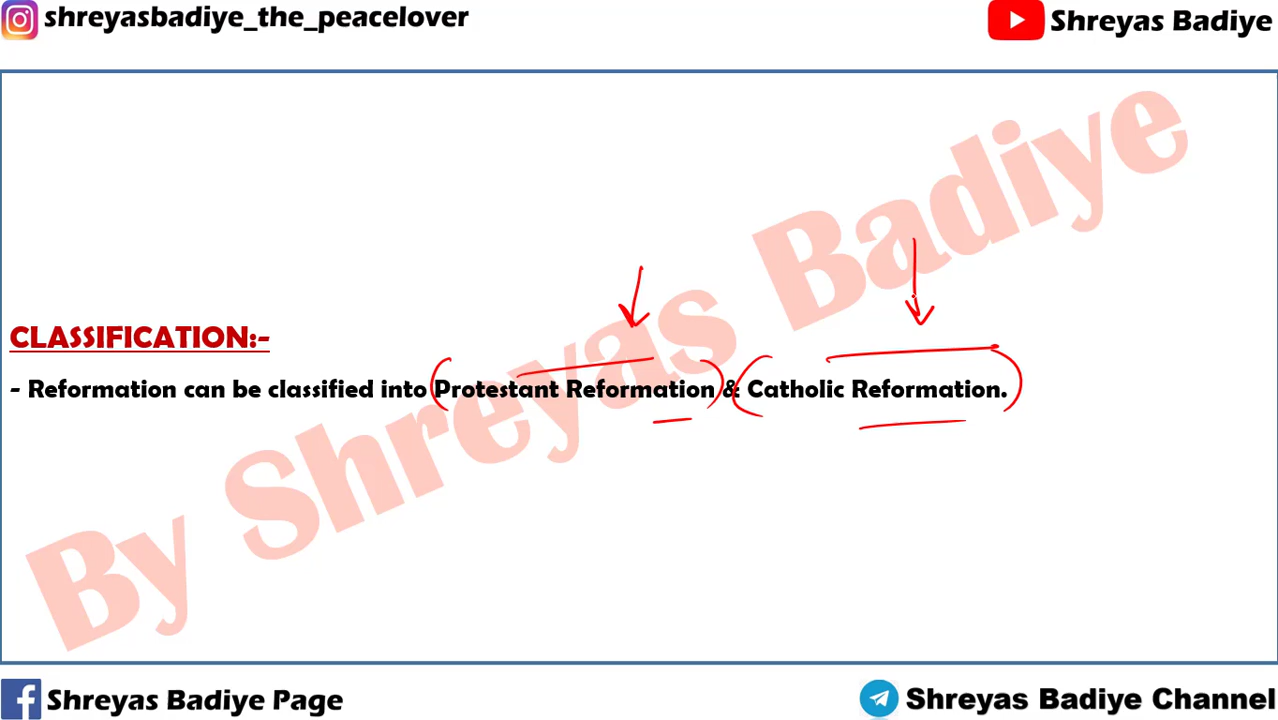 shreyasbadiye_the_peacelover
Shreyas Badiye
By Shreyas Badiye
CLASSIFICATION:-
- Reformation can be classified into Protestant Reformation & Catholic Reformation.
Shreyas Badiye Page
Shreyas Badiye Channel